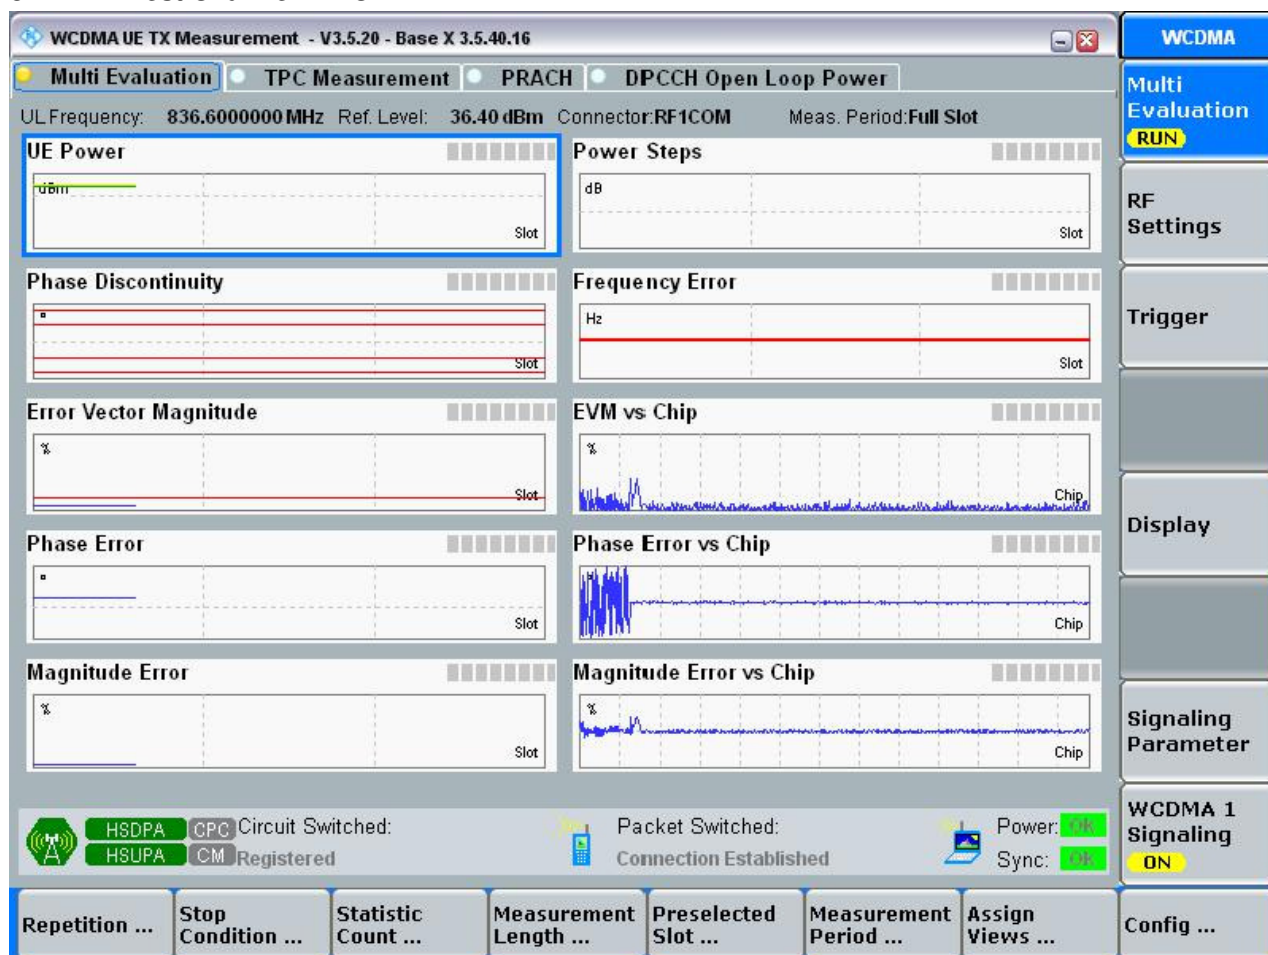 WCDMA UE TX Measurement - V3.5.20 - Base X 3.5.40.16
WCDMA
Multi Evaluation
TPC Measurement
PRACH
DPCCH Open Loop Power
UL Frequency: 836.6000000 MHz Ref. Level: 36.40 dBm Connector:RF1COM Meas. Period:Full Slot
UE Power
dBm
Slot
Power Steps
dB
Slot
Phase Discontinuity
°
Slot
Frequency Error
Hz
Slot
Error Vector Magnitude
%
Slot
EVM vs Chip
%
Chip
Phase Error
°
Slot
Phase Error vs Chip
°
Chip
Magnitude Error
%
Slot
Magnitude Error vs Chip
%
Chip
HSDPA
CPC
Circuit Switched:
Packet Switched:
Power: OK
HSUPA
CM
Registered
Connection Established
Sync: OK
Multi
Evaluation
RUN
RF
Settings
Trigger
Display
Signaling
Parameter
WCDMA 1
Signaling
ON
Repetition ...
Stop
Condition ...
Statistic
Count ...
Measurement
Length ...
Preselected
Slot ...
Measurement
Period ...
Assign
Views ...
Config ...